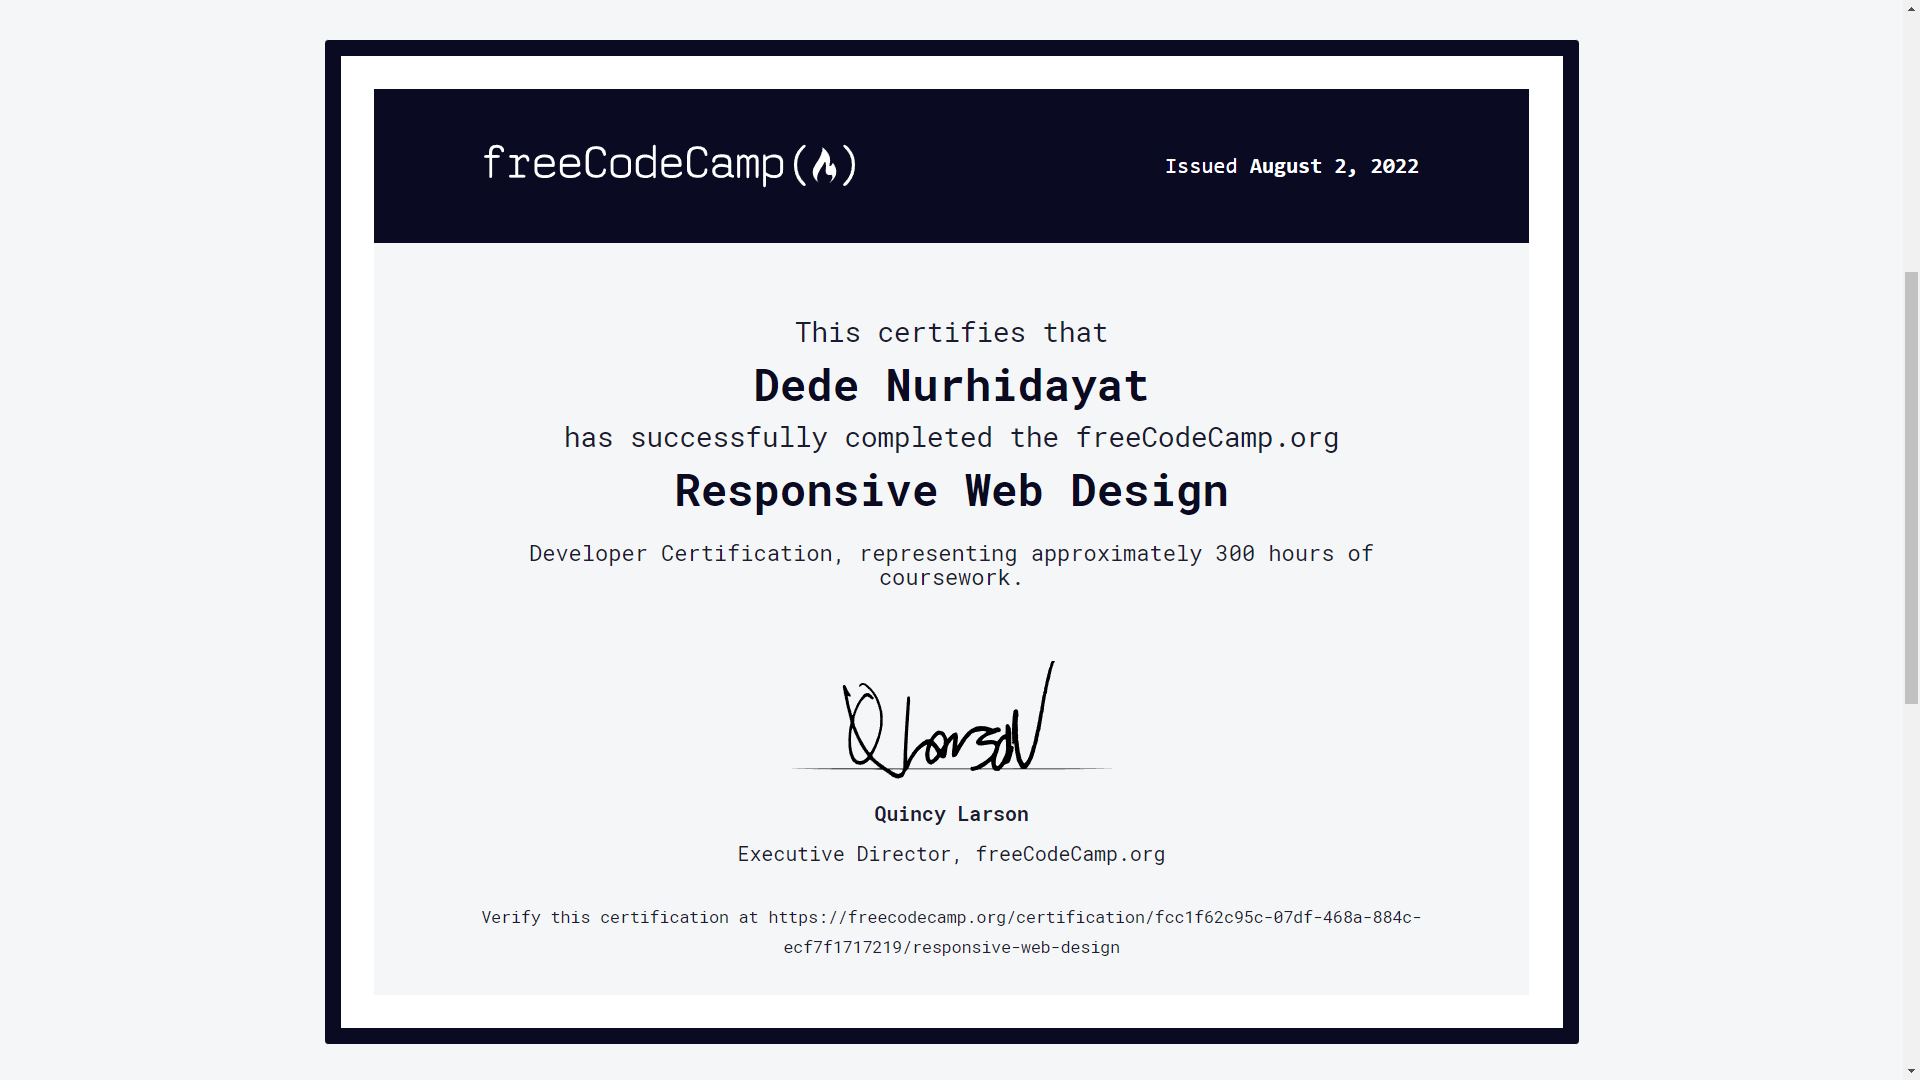 freeCodeCamp
Issued August 2, 2022
This certifies that
Dede Nurhidayat
has successfully completed the freeCodeCamp.org
Responsive Web Design
Developer Certification, representing approximately 300 hours of
coursework.
Q Larson
Quincy Larson
Executive Director, freeCodeCamp.org
Verify this certification at https://freecodecamp.org/certification/fcc1f62c95c-07df-468a-884c-
ecf7f1717219/responsive-web-design